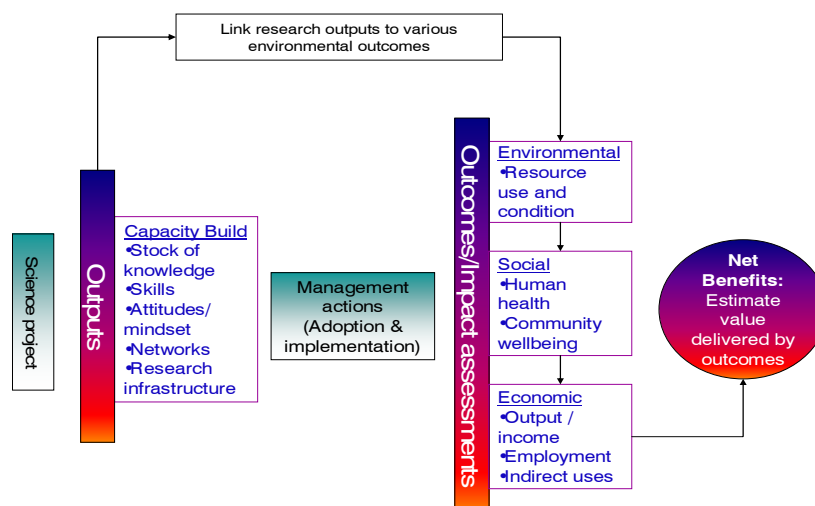 Link research outputs to various
environmental outcomes
Science project
Outputs
Capacity Build
•Stock of
knowledge
•Skills
•Attitudes/
mindset
•Networks
•Research
infrastructure
Management
actions
(Adoption &
implementation)
Outcomes/Impact assessments
Environmental
•Resource
use and
condition
Social
•Human
health
•Community
wellbeing
Economic
•Output /
income
•Employment
•Indirect uses
Net
Benefits:
Estimate
value
delivered by
outcomes